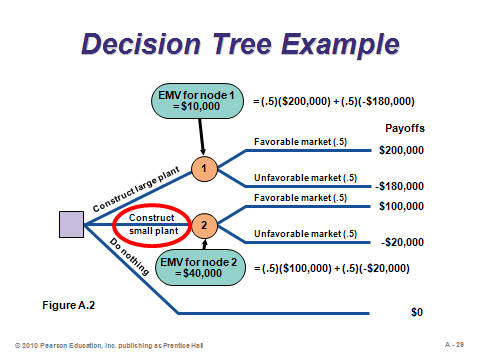 Decision Tree Example
EMV for node 1
= $10,000
= (.5)($200,000) + (.5)(-$180,000)
Payoffs
Favorable market (.5)
$200,000
Construct large plant
1
Unfavorable market (.5)
-$180,000
Favorable market (.5)
$100,000
Construct
small plant
2
Unfavorable market (.5)
-$20,000
Do nothing
EMV for node 2
= $40,000
= (.5)($100,000) + (.5)(-$20,000)
Figure A.2
$0
© 2010 Pearson Education, Inc. publishing as Prentice Hall
A - 29